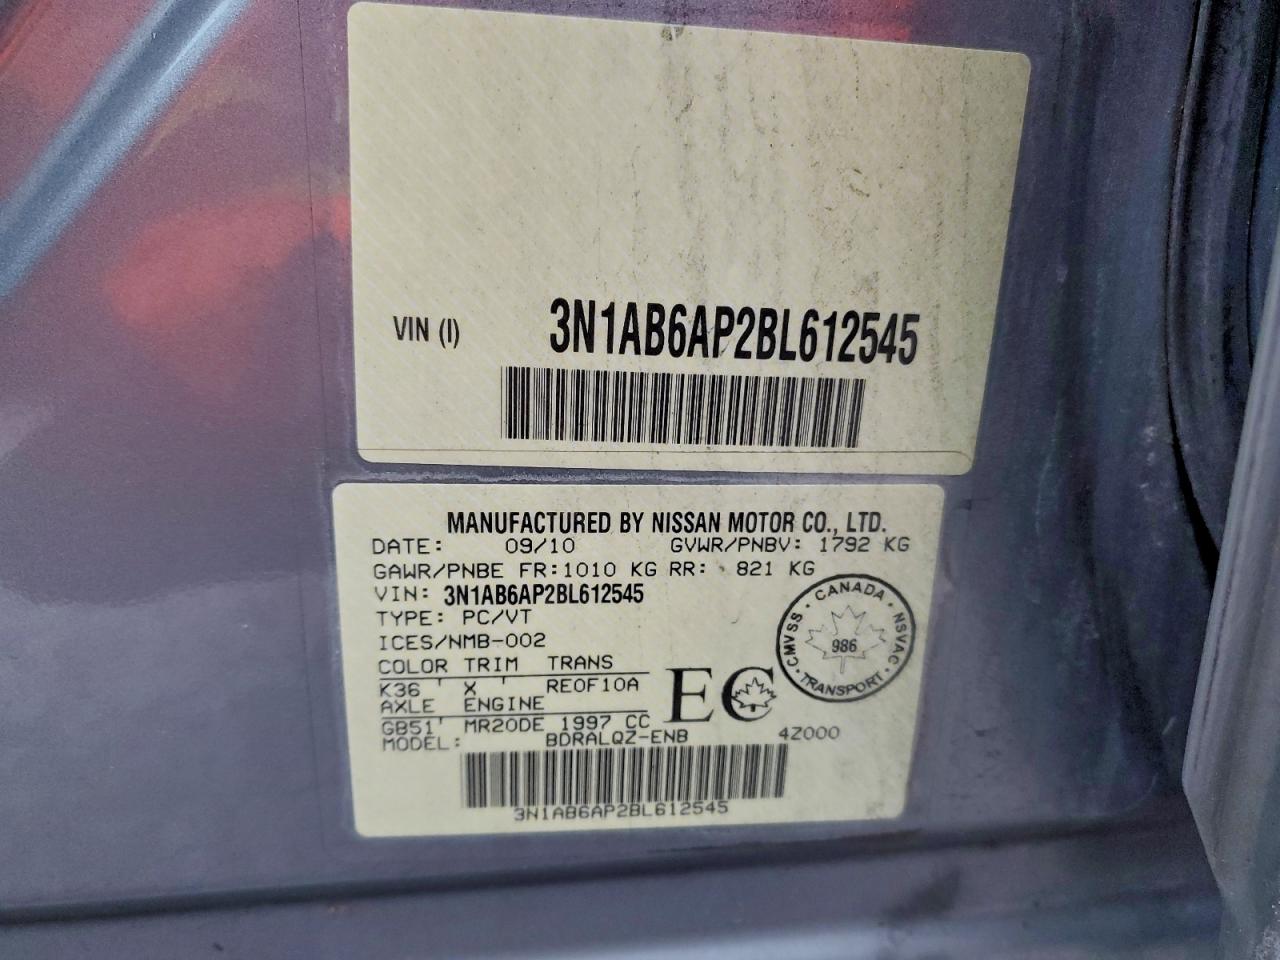 VIN (I) 3N1AB6AP2BL612545
MANUFACTURED BY NISSAN MOTOR CO., LTD.
DATE: 09/10 GVWR/PNBV: 1792 KG
GAWR/PNBE FR:1010 KG RR: 821 KG
VIN: 3N1AB6AP2BL612545
TYPE: PC/VT
ICES/NMB-002
COLOR TRIM TRANS
K36 ' X ' RE0F10A
AXLE ENGINE
GB51' MR20DE 1997 CC
MODEL: BDRALQZ-ENB 4Z000
3N1AB6AP2BL612545
EC
CANADA · NSVAC · TRANSPORT · CMVSS ·
986